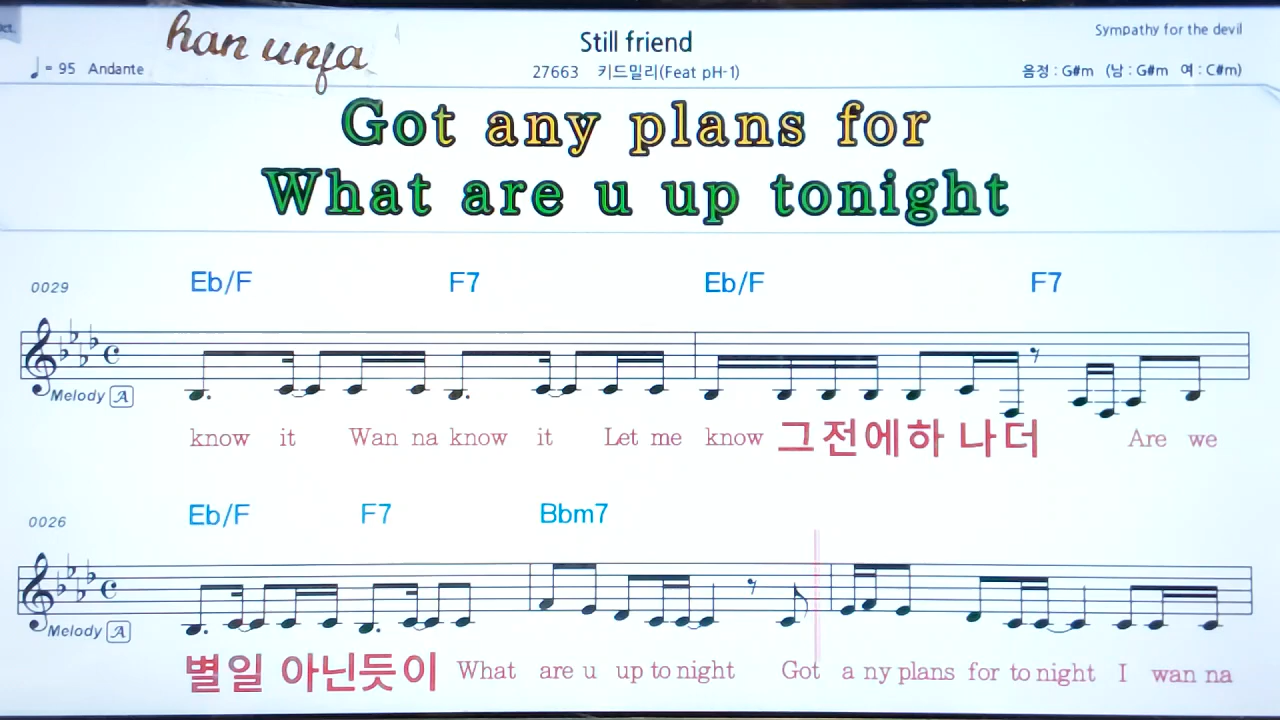 han unfa
Still friend
Sympathy for the devil
♩= 95 Andante
27663 키드밀리(Feat pH-1)
음정 : G#m (남 : G#m 여 : C#m)
Got any plans for
What are u up tonight
0029
Eb/F F7 Eb/F F7
Melody A
know it Wan na know it Let me know 그 전에하 나 더 Are we
0026
Eb/F F7 Bbm7
Melody A
별일 아닌듯이 What are u up to night Got a ny plans for to night I wan na